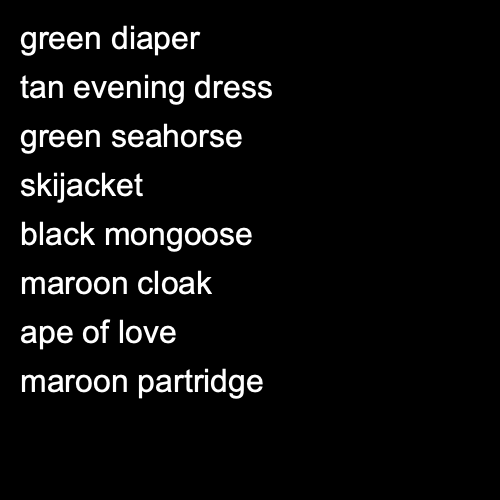 green diaper
tan evening dress
green seahorse
skijacket
black mongoose
maroon cloak
ape of love
maroon partridge